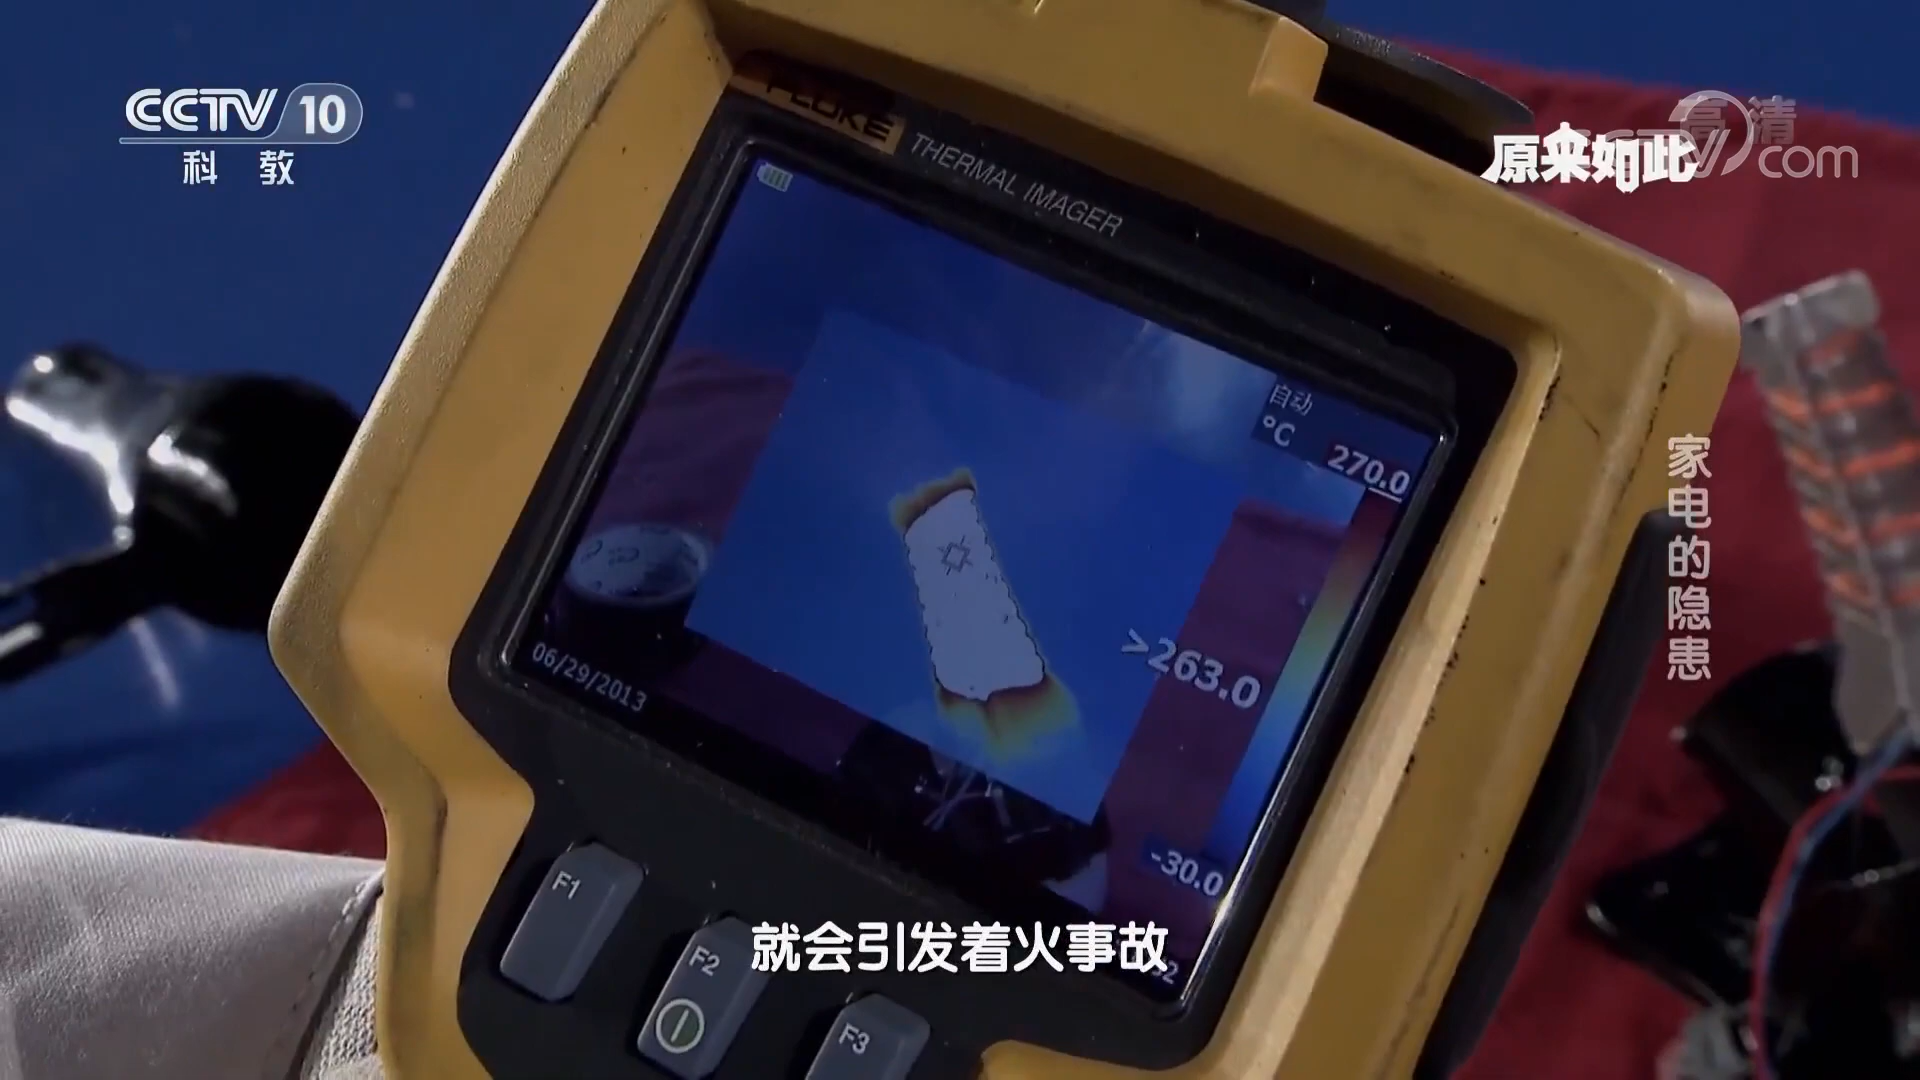 CCTV 10
科教
高清
原来如此
com
FLUKE
THERMAL IMAGER
自动
°C
270.0
>263.0
06/29/2013
-30.0
家电的隐患
F1
F2
F3
就会引发着火事故